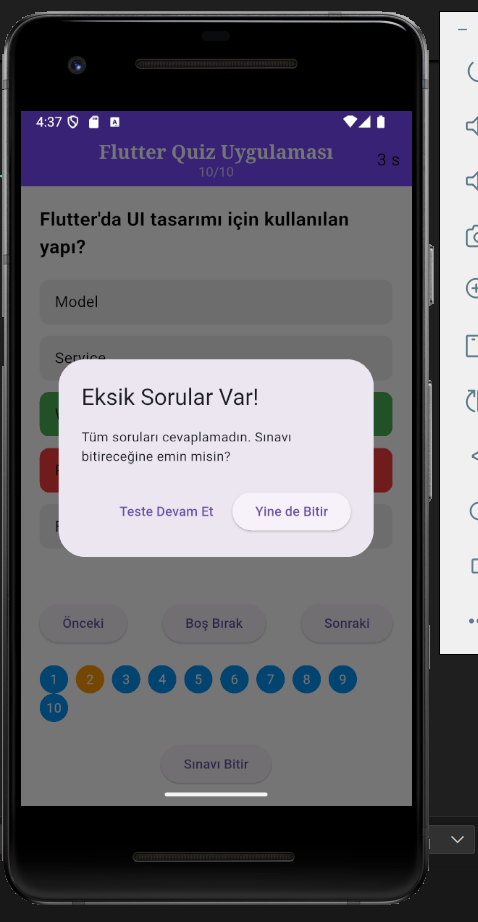 4:37
Flutter Quiz Uygulaması
10/10
3 s
Flutter'da UI tasarımı için kullanılan
yapı?
Model
Service
Eksik Sorular Var!
Tüm soruları cevaplamadın. Sınavı
bitireceğine emin misin?
Teste Devam Et Yine de Bitir
Önceki Boş Bırak Sonraki
1 2 3 4 5 6 7 8 9
10
Sınavı Bitir